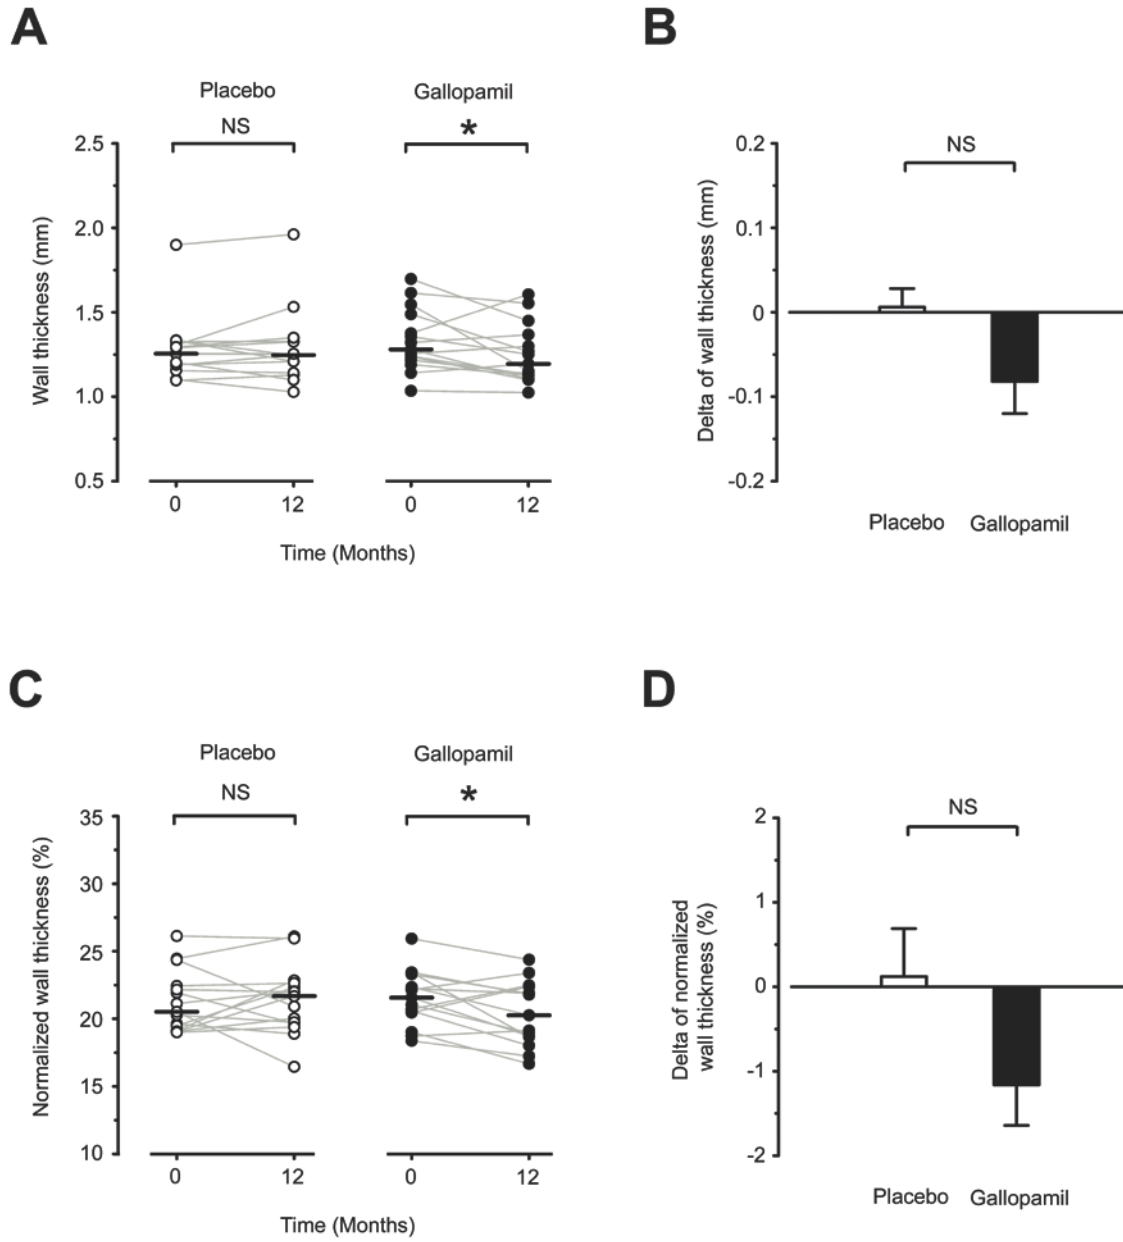 A
Placebo
Gallopamil
NS
*
Wall thickness (mm)
2.5
2.0
1.5
1.0
0.5
0
12
0
12
Time (Months)
B
NS
Delta of wall thickness (mm)
0.2
0.1
0
-0.1
-0.2
Placebo
Gallopamil
C
Placebo
Gallopamil
NS
*
Normalized wall thickness (%)
35
30
25
20
15
10
0
12
0
12
Time (Months)
D
NS
Delta of normalized
wall thickness (%)
2
1
0
-1
-2
Placebo
Gallopamil